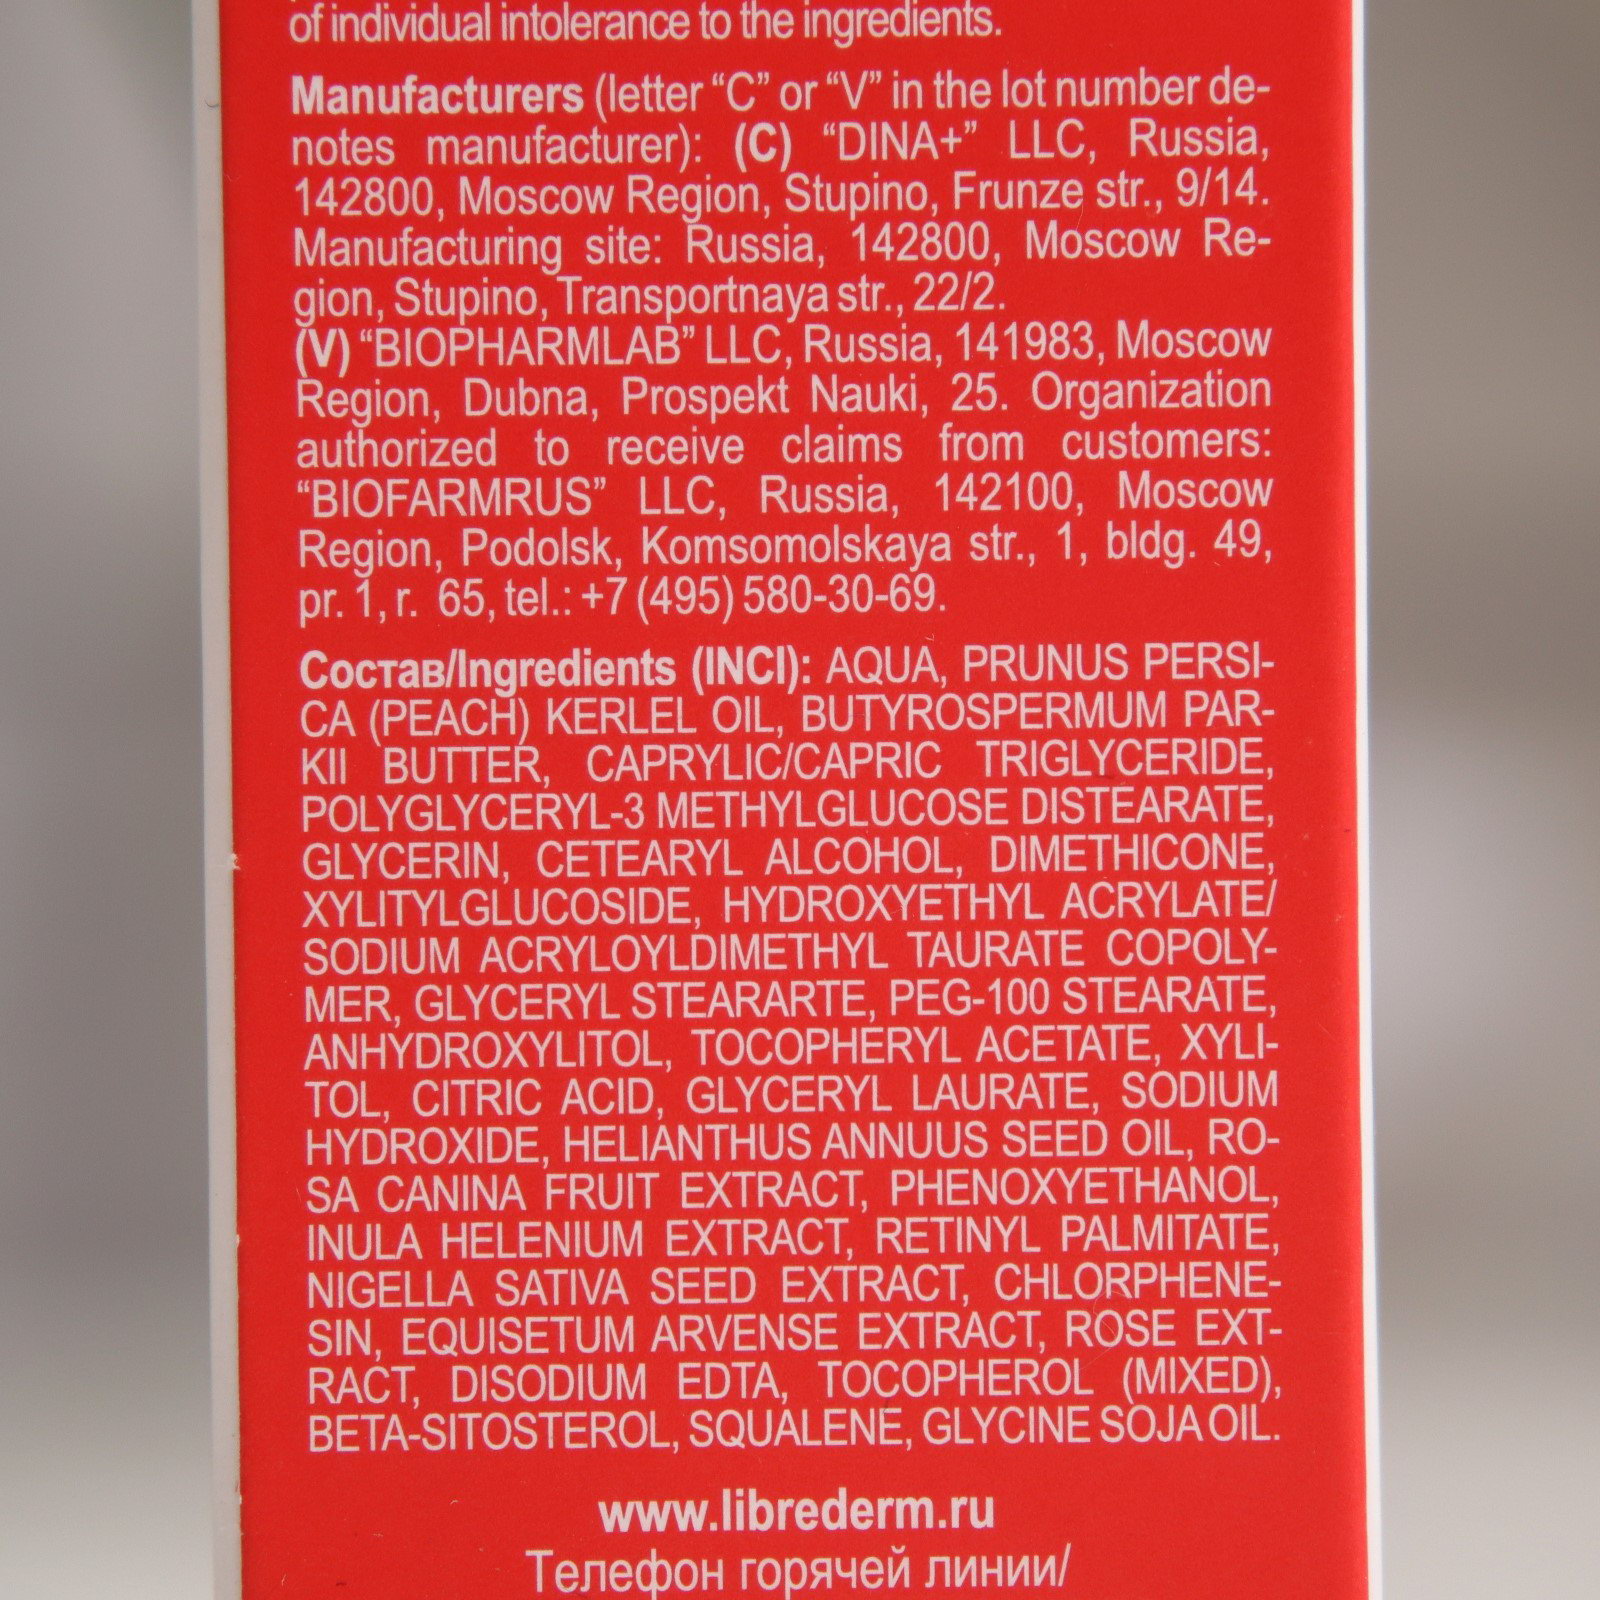 of individual intolerance to the ingredients.
Manufacturers (letter “C” or “V” in the lot number de-
notes manufacturer): (C) “DINA+” LLC, Russia,
142800, Moscow Region, Stupino, Frunze str., 9/14.
Manufacturing site: Russia, 142800, Moscow Re-
gion, Stupino, Transportnaya str., 22/2.
(V) “BIOPHARMLAB” LLC, Russia, 141983, Moscow
Region, Dubna, Prospekt Nauki, 25. Organization
authorized to receive claims from customers:
“BIOFARMRUS” LLC, Russia, 142100, Moscow
Region, Podolsk, Komsomolskaya str., 1, bldg. 49,
pr. 1, r. 65, tel.: +7 (495) 580-30-69.
Состав/Ingredients (INCI): AQUA, PRUNUS PERSI-
CA (PEACH) KERLEL OIL, BUTYROSPERMUM PAR-
KII BUTTER, CAPRYLIC/CAPRIC TRIGLYCERIDE,
POLYGLYCERYL-3 METHYLGLUCOSE DISTEARATE,
GLYCERIN, CETEARYL ALCOHOL, DIMETHICONE,
XYLITYLGLUCOSIDE, HYDROXYETHYL ACRYLATE/
SODIUM ACRYLOYLDIMETHYL TAURATE COPOLY-
MER, GLYCERYL STEARARTE, PEG-100 STEARATE,
ANHYDROXYLITOL, TOCOPHERYL ACETATE, XYLI-
TOL, CITRIC ACID, GLYCERYL LAURATE, SODIUM
HYDROXIDE, HELIANTHUS ANNUUS SEED OIL, RO-
SA CANINA FRUIT EXTRACT, PHENOXYETHANOL,
INULA HELENIUM EXTRACT, RETINYL PALMITATE,
NIGELLA SATIVA SEED EXTRACT, CHLORPHENE-
SIN, EQUISETUM ARVENSE EXTRACT, ROSE EXT-
RACT, DISODIUM EDTA, TOCOPHEROL (MIXED),
BETA-SITOSTEROL, SQUALENE, GLYCINE SOJA OIL.
www.librederm.ru
Телефон горячей линии/